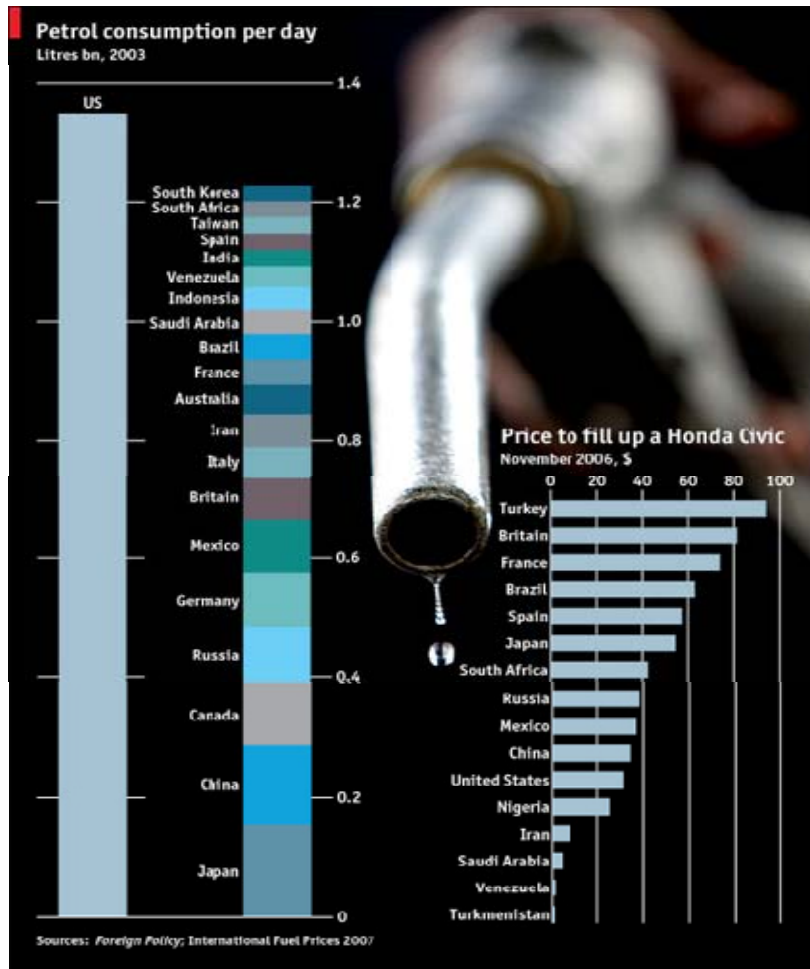 Petrol consumption per day
Litres bn, 2003
1.4
US
South Korea
1.2
South Africa
Taiwan
Spain
India
Venezuela
Indonesia
Saudi Arabia
1.0
Brazil
France
Australia
Iran
0.8
Italy
Britain
Mexico
0.6
Germany
Russia
0.4
Canada
China
0.2
Japan
0
Price to fill up a Honda Civic
November 2006, $
0 20 40 60 80 100
Turkey
Britain
France
Brazil
Spain
Japan
South Africa
Russia
Mexico
China
United States
Nigeria
Iran
Saudi Arabia
Venezuela
Turkmenistan
Sources: Foreign Policy; International Fuel Prices 2007